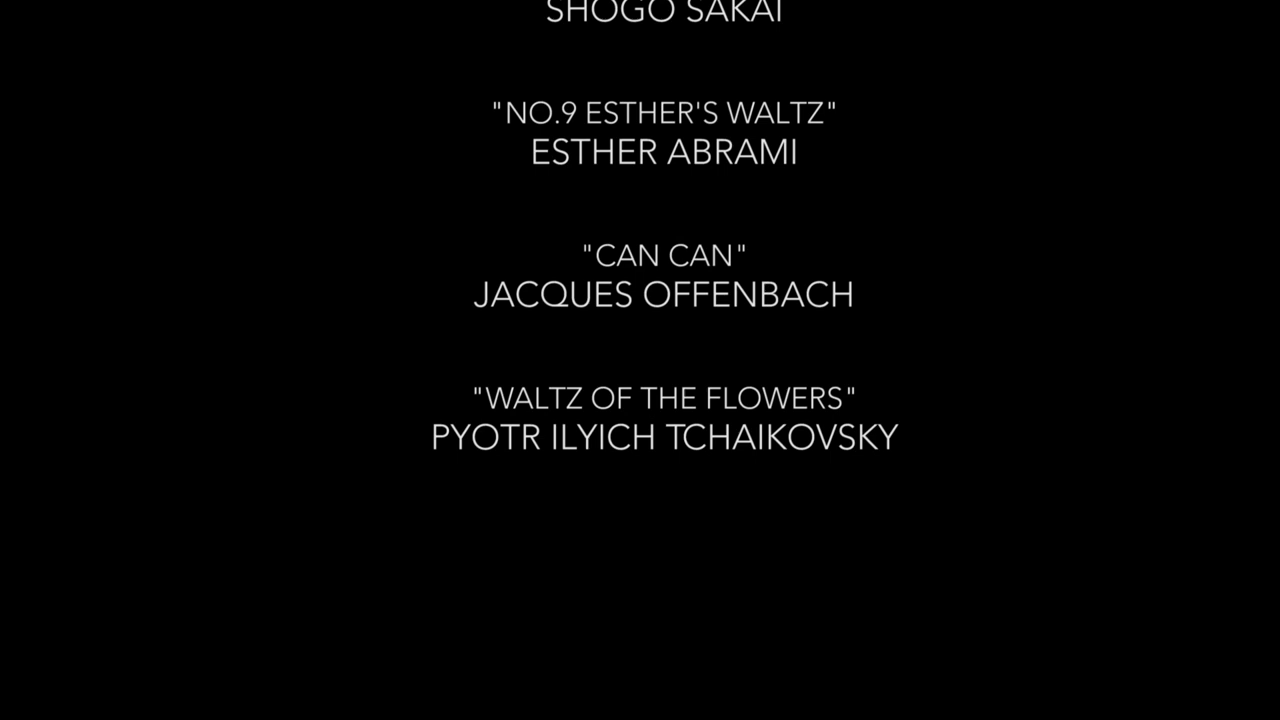 SHOGO SAKAI
"NO.9 ESTHER'S WALTZ"
ESTHER ABRAMI
"CAN CAN"
JACQUES OFFENBACH
"WALTZ OF THE FLOWERS"
PYOTR ILYICH TCHAIKOVSKY